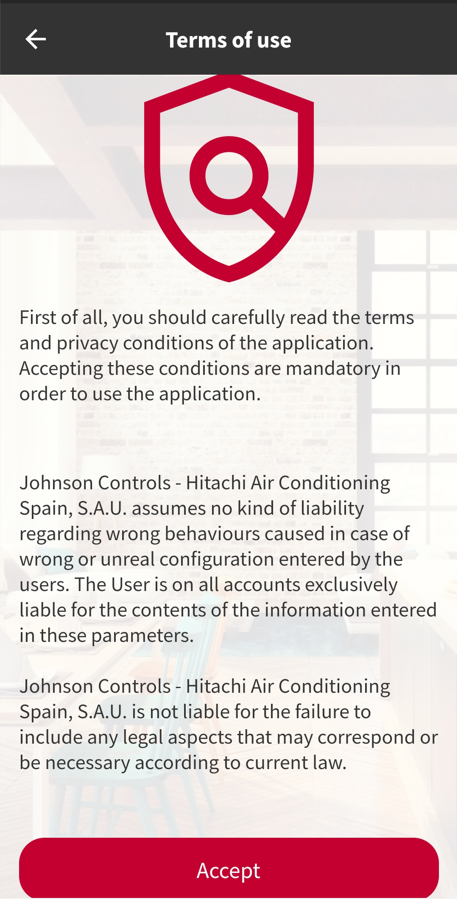 Terms of use
First of all, you should carefully read the terms
and privacy conditions of the application.
Accepting these conditions are mandatory in
order to use the application.
Johnson Controls - Hitachi Air Conditioning
Spain, S.A.U. assumes no kind of liability
regarding wrong behaviours caused in case of
wrong or unreal configuration entered by the
users. The User is on all accounts exclusively
liable for the contents of the information entered
in these parameters.
Johnson Controls - Hitachi Air Conditioning
Spain, S.A.U. is not liable for the failure to
include any legal aspects that may correspond or
be necessary according to current law.
Accept